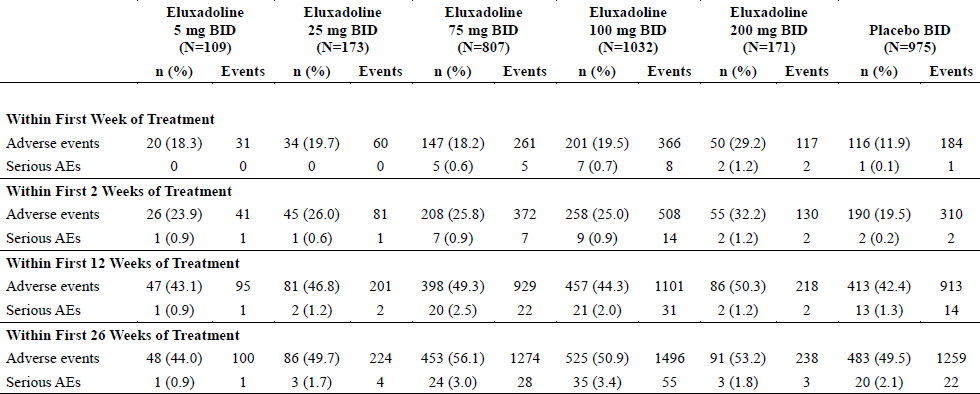 Eluxadoline Eluxadoline Eluxadoline Eluxadoline Eluxadoline
5 mg BID 25 mg BID 75 mg BID 100 mg BID 200 mg BID Placebo BID
(N=109) (N=173) (N=807) (N=1032) (N=171) (N=975)
n (%) Events n (%) Events n (%) Events n (%) Events n (%) Events n (%) Events
Within First Week of Treatment
Adverse events 20 (18.3) 31 34 (19.7) 60 147 (18.2) 261 201 (19.5) 366 50 (29.2) 117 116 (11.9) 184
Serious AEs 0 0 0 0 5 (0.6) 5 7 (0.7) 8 2 (1.2) 2 1 (0.1) 1
Within First 2 Weeks of Treatment
Adverse events 26 (23.9) 41 45 (26.0) 81 208 (25.8) 372 258 (25.0) 508 55 (32.2) 130 190 (19.5) 310
Serious AEs 1 (0.9) 1 1 (0.6) 1 7 (0.9) 7 9 (0.9) 14 2 (1.2) 2 2 (0.2) 2
Within First 12 Weeks of Treatment
Adverse events 47 (43.1) 95 81 (46.8) 201 398 (49.3) 929 457 (44.3) 1101 86 (50.3) 218 413 (42.4) 913
Serious AEs 1 (0.9) 1 2 (1.2) 2 20 (2.5) 22 21 (2.0) 31 2 (1.2) 2 13 (1.3) 14
Within First 26 Weeks of Treatment
Adverse events 48 (44.0) 100 86 (49.7) 224 453 (56.1) 1274 525 (50.9) 1496 91 (53.2) 238 483 (49.5) 1259
Serious AEs 1 (0.9) 1 3 (1.7) 4 24 (3.0) 28 35 (3.4) 55 3 (1.8) 3 20 (2.1) 22